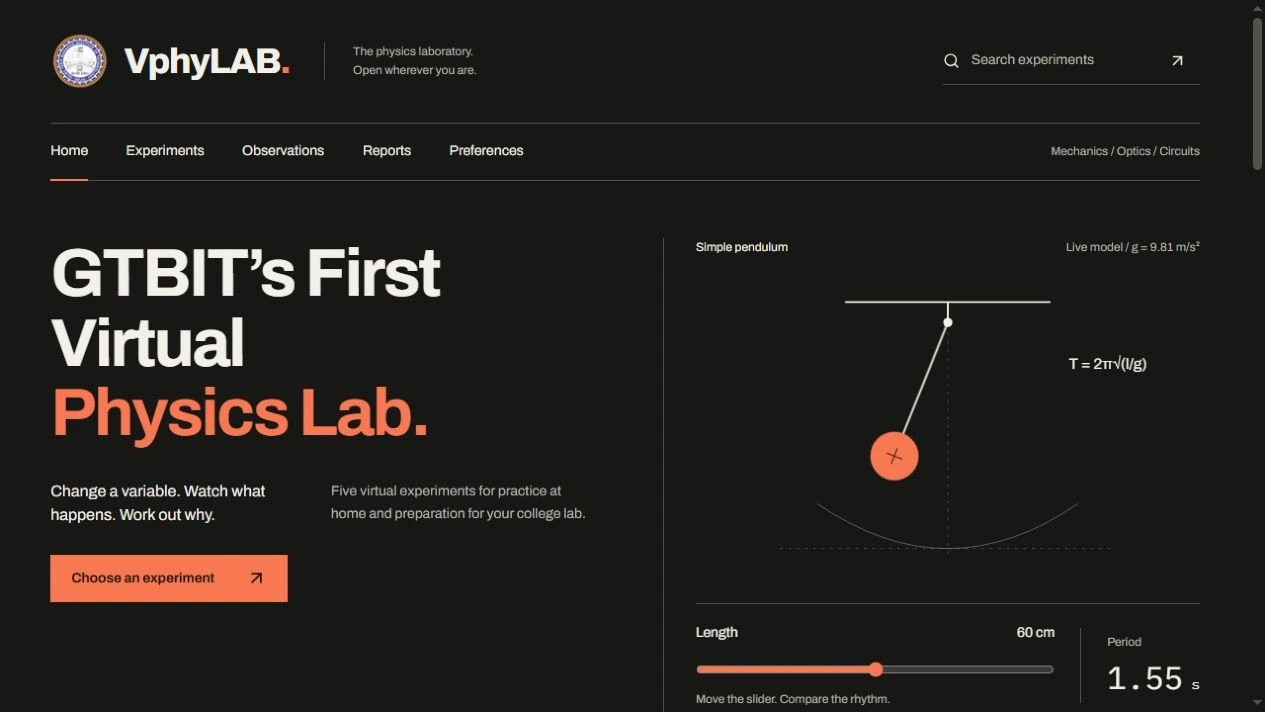 VphyLAB.
The physics laboratory.
Open wherever you are.
Search experiments
Home
Experiments
Observations
Reports
Preferences
Mechanics / Optics / Circuits
GTBIT’s First
Virtual
Physics Lab.
Change a variable. Watch what
happens. Work out why.
Five virtual experiments for practice at
home and preparation for your college lab.
Choose an experiment
Simple pendulum
Live model / g = 9.81 m/s²
T = 2π√(l/g)
Length
60 cm
Move the slider. Compare the rhythm.
Period
1.55 s